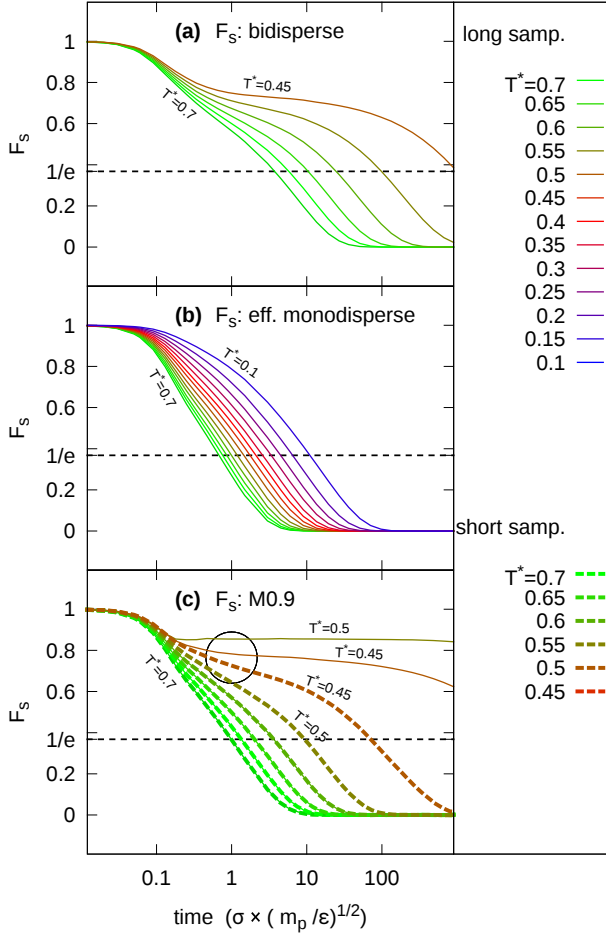 (a) F_s: bidisperse
long samp.
1
0.8
0.6
1/e
0.2
0
F_s
T*=0.45
T*=0.7
T*=0.7
0.65
0.6
0.55
0.5
0.45
0.4
0.35
0.3
0.25
0.2
0.15
0.1
(b) F_s: eff. monodisperse
1
0.8
0.6
1/e
0.2
0
F_s
T*=0.1
T*=0.7
short samp.
T*=0.7
0.65
0.6
0.55
0.5
0.45
(c) F_s: M0.9
1
0.8
0.6
1/e
0.2
0
F_s
T*=0.5
T*=0.45
T*=0.45
T*=0.5
T*=0.7
0.1 1 10 100
time (σ × ( m_p /ε)^{1/2})